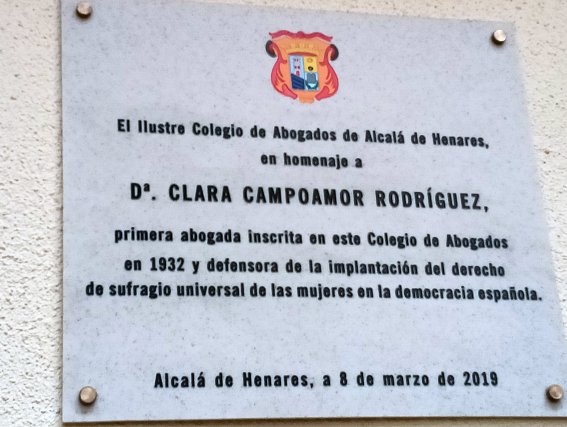 El Ilustre Colegio de Abogados de Alcalá de Henares,
en homenaje a
Dª. CLARA CAMPOAMOR RODRÍGUEZ,
primera abogada inscrita en este Colegio de Abogados
en 1932 y defensora de la implantación del derecho
de sufragio universal de las mujeres en la democracia española.
Alcalá de Henares, a 8 de marzo de 2019